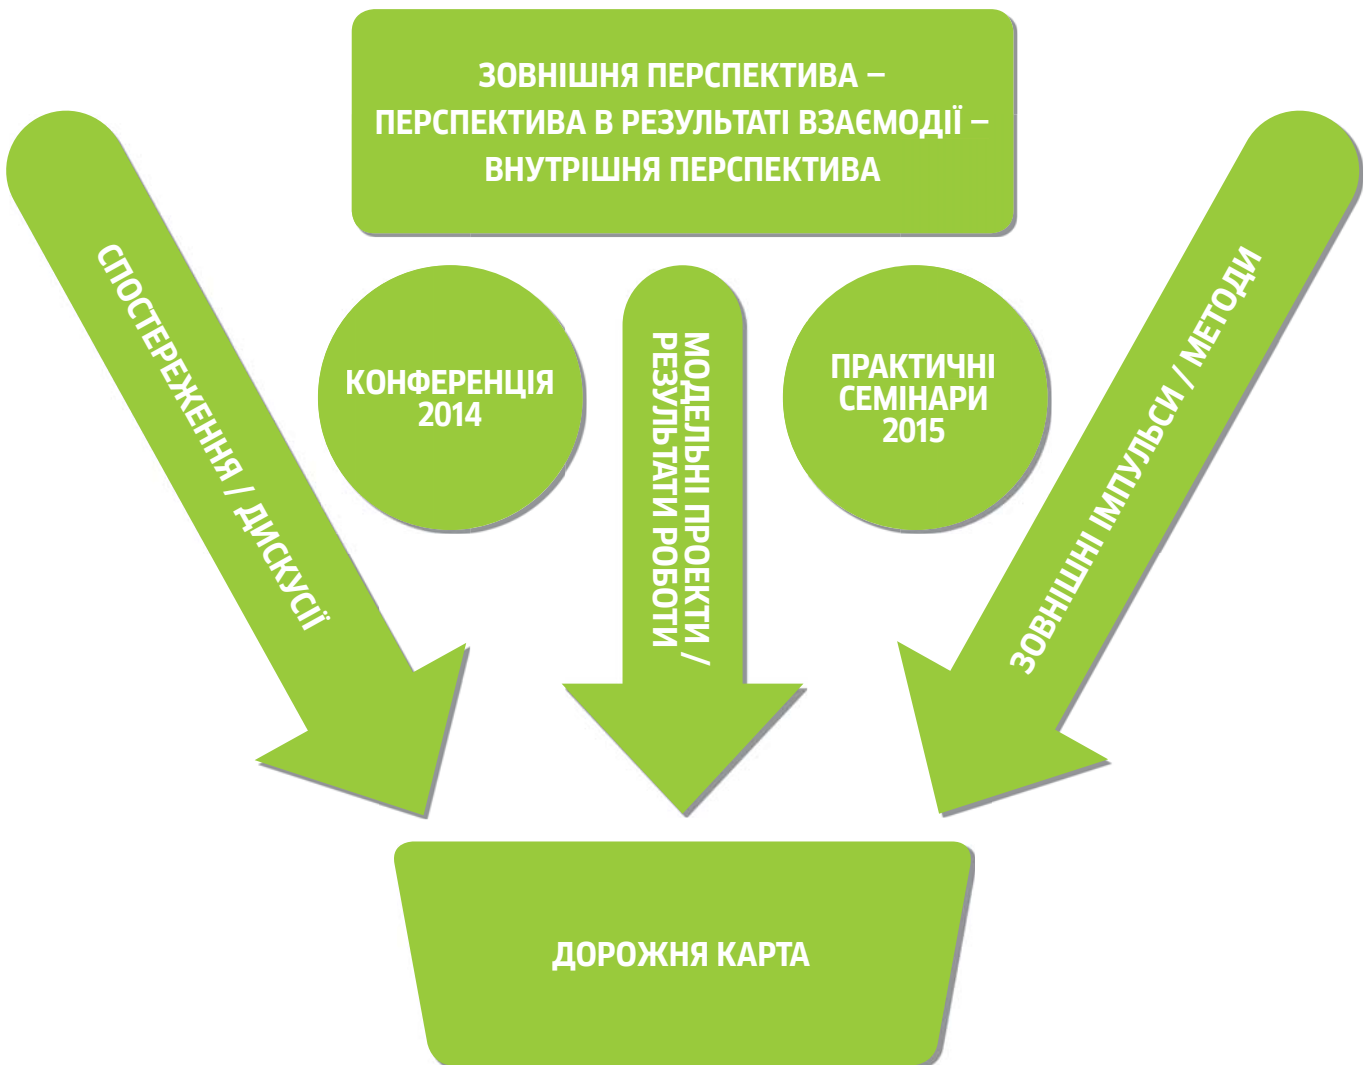 ЗОВНІШНЯ ПЕРСПЕКТИВА –
ПЕРСПЕКТИВА В РЕЗУЛЬТАТІ ВЗАЄМОДІЇ –
ВНУТРІШНЯ ПЕРСПЕКТИВА
СПОСТЕРЕЖЕННЯ / ДИСКУСІЇ
КОНФЕРЕНЦІЯ
2014
МОДЕЛЬНІ ПРОЕКТИ /
РЕЗУЛЬТАТИ РОБОТИ
ПРАКТИЧНІ
СЕМІНАРИ
2015
ЗОВНІШНІ ІМПУЛЬСИ / МЕТОДИ
ДОРОЖНЯ КАРТА